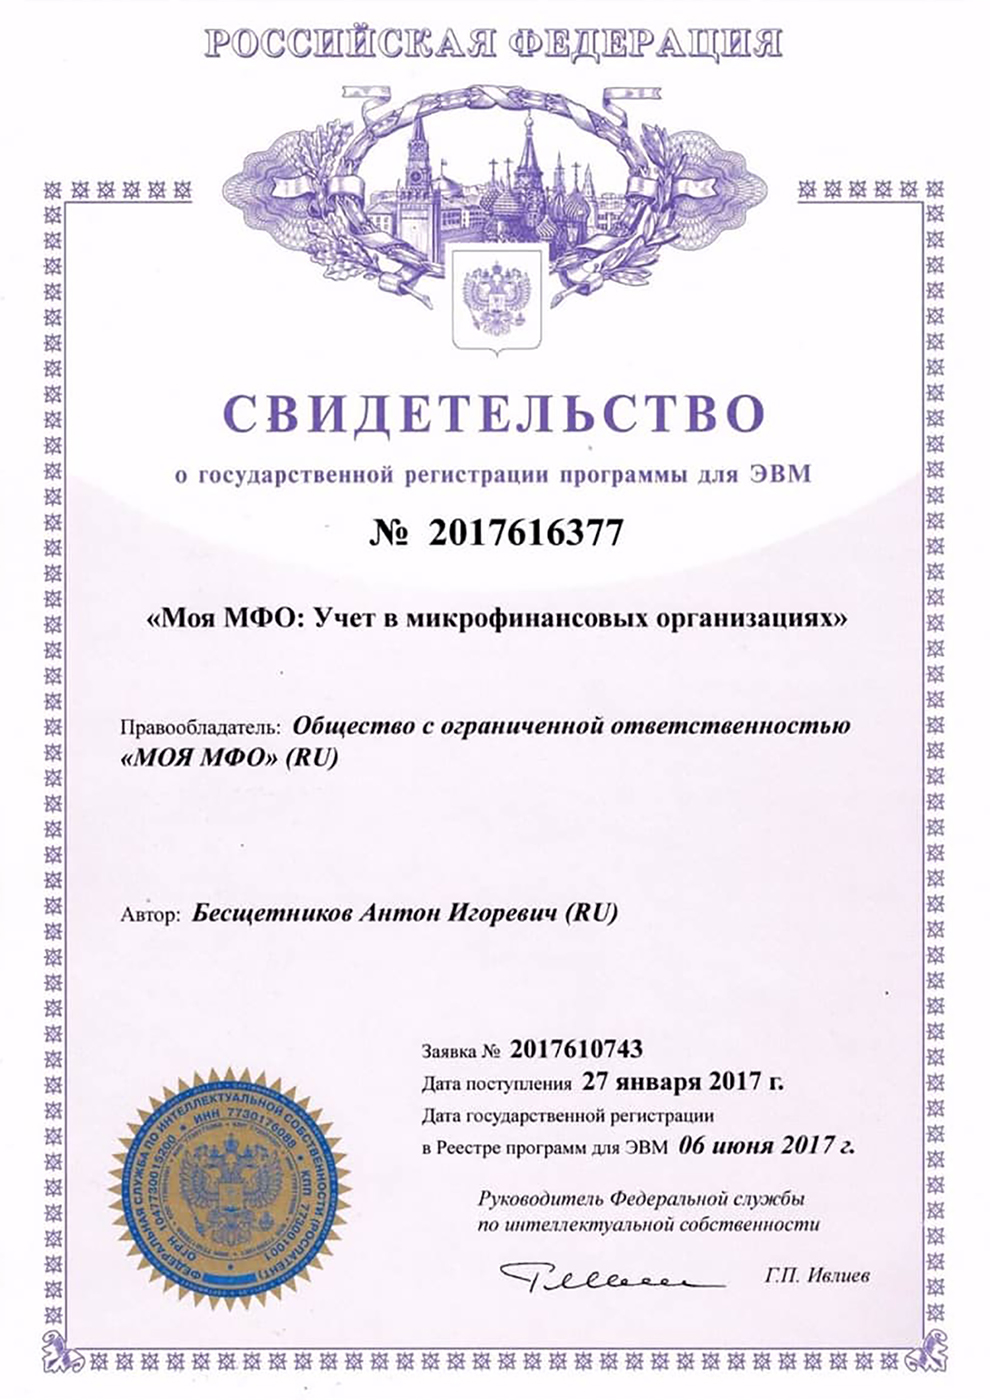 РОССИЙСКАЯ ФЕДЕРАЦИЯ
СВИДЕТЕЛЬСТВО
о государственной регистрации программы для ЭВМ
№ 2017616377
«Моя МФО: Учет в микрофинансовых организациях»
Правообладатель: Общество с ограниченной ответственностью
«МОЯ МФО» (RU)
Автор: Бесщетников Антон Игоревич (RU)
Заявка № 2017610743
Дата поступления 27 января 2017 г.
Дата государственной регистрации
в Реестре программ для ЭВМ 06 июня 2017 г.
Руководитель Федеральной службы
по интеллектуальной собственности
Г.П. Ивлиев
ФЕДЕРАЛЬНАЯ СЛУЖБА ПО ИНТЕЛЛЕКТУАЛЬНОЙ СОБСТВЕННОСТИ (РОСПАТЕНТ)
ОГРН 1047730015200 • ИНН 7730176088 • КПП 773001001